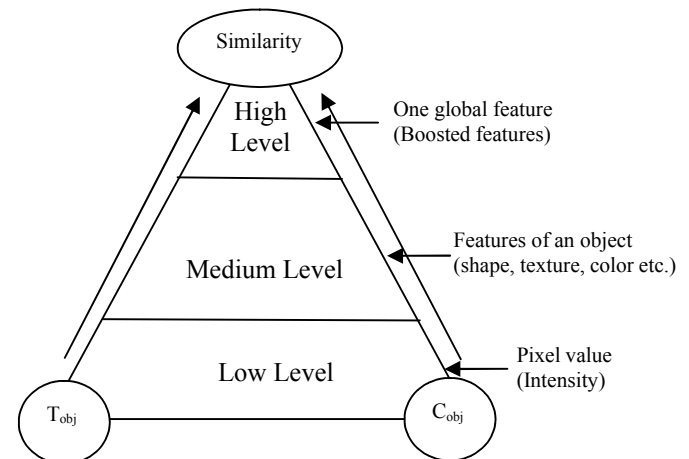 Similarity
High
Level
One global feature
(Boosted features)
Medium Level
Features of an object
(shape, texture, color etc.)
Low Level
Pixel value
(Intensity)
Tobj
Cobj